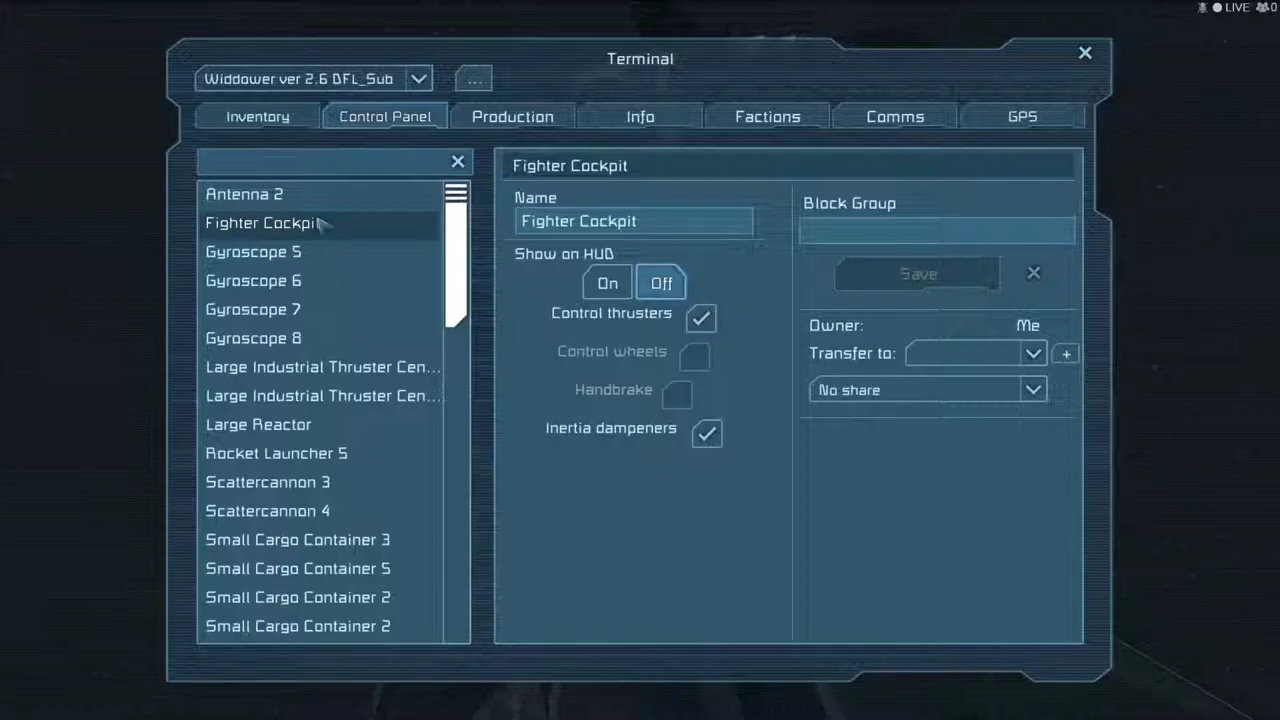 LIVE 0
Terminal
Widdower ver 2.6 DFL_Sub
...
Inventory Control Panel Production Info Factions Comms GPS
Antenna 2
Fighter Cockpit
Gyroscope 5
Gyroscope 6
Gyroscope 7
Gyroscope 8
Large Industrial Thruster Cen...
Large Industrial Thruster Cen...
Large Reactor
Rocket Launcher 5
Scattercannon 3
Scattercannon 4
Small Cargo Container 3
Small Cargo Container 5
Small Cargo Container 2
Small Cargo Container 2
Fighter Cockpit
Name
Fighter Cockpit
Show on HUD
On Off
Control thrusters
Control wheels
Handbrake
Inertia dampeners
Block Group
Save
Owner: Me
Transfer to: +
No share